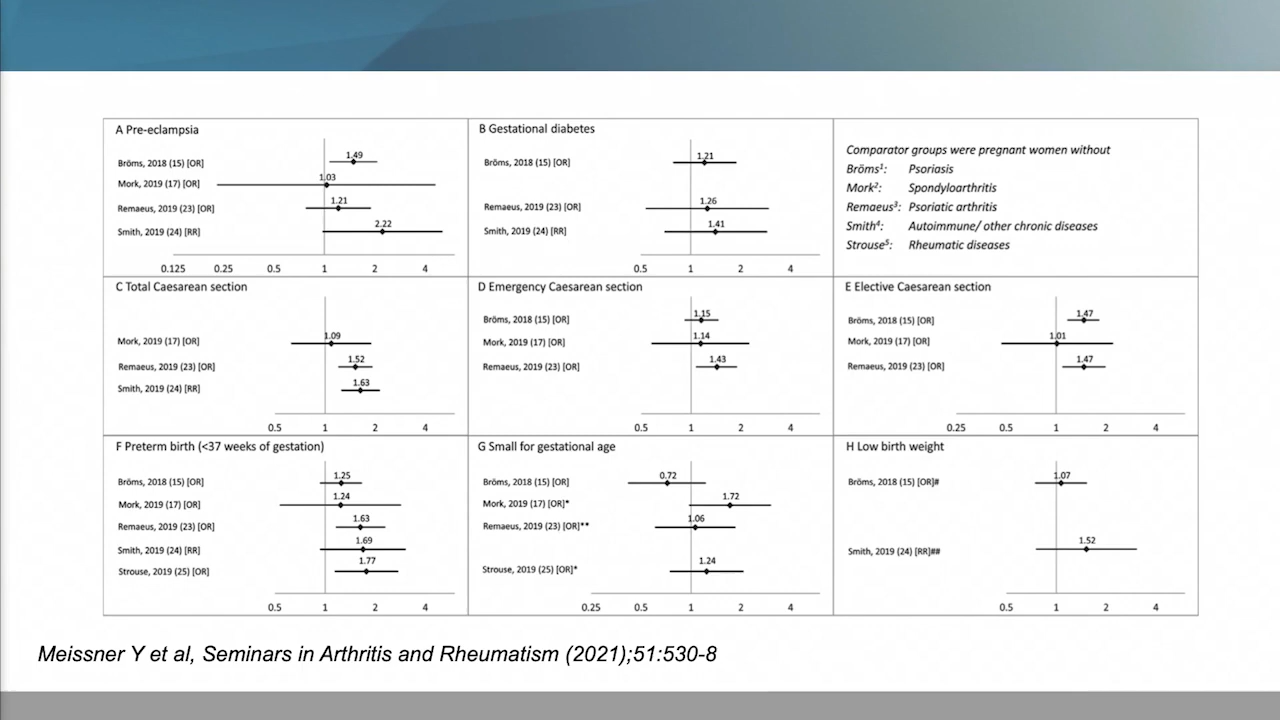 A Pre-eclampsia
Bröms, 2018 (15) [OR]
1.49
Mork, 2019 (17) [OR]
1.03
Remaeus, 2019 (23) [OR]
1.21
Smith, 2019 (24) [RR]
2.22
0.125 0.25 0.5 1 2 4
B Gestational diabetes
Bröms, 2018 (15) [OR]
1.21
Remaeus, 2019 (23) [OR]
1.26
Smith, 2019 (24) [RR]
1.41
0.5 1 2 4
Comparator groups were pregnant women without
Bröms¹: Psoriasis
Mork²: Spondyloarthritis
Remaeus³: Psoriatic arthritis
Smith⁴: Autoimmune/ other chronic diseases
Strouse⁵: Rheumatic diseases
C Total Caesarean section
Mork, 2019 (17) [OR]
1.09
Remaeus, 2019 (23) [OR]
1.52
Smith, 2019 (24) [RR]
1.63
0.5 1 2 4
D Emergency Caesarean section
Bröms, 2018 (15) [OR]
1.15
Mork, 2019 (17) [OR]
1.14
Remaeus, 2019 (23) [OR]
1.43
0.5 1 2 4
E Elective Caesarean section
Bröms, 2018 (15) [OR]
1.47
Mork, 2019 (17) [OR]
1.01
Remaeus, 2019 (23) [OR]
1.47
0.25 0.5 1 2 4
F Preterm birth (<37 weeks of gestation)
Bröms, 2018 (15) [OR]
1.25
Mork, 2019 (17) [OR]
1.24
Remaeus, 2019 (23) [OR]
1.63
Smith, 2019 (24) [RR]
1.69
Strouse, 2019 (25) [OR]
1.77
0.5 1 2 4
G Small for gestational age
Bröms, 2018 (15) [OR]
0.72
Mork, 2019 (17) [OR]*
1.72
Remaeus, 2019 (23) [OR]**
1.06
Strouse, 2019 (25) [OR]*
1.24
0.25 0.5 1 2 4
H Low birth weight
Bröms, 2018 (15) [OR]#
1.07
Smith, 2019 (24) [RR]##
1.52
0.5 1 2 4
Meissner Y et al, Seminars in Arthritis and Rheumatism (2021);51:530-8